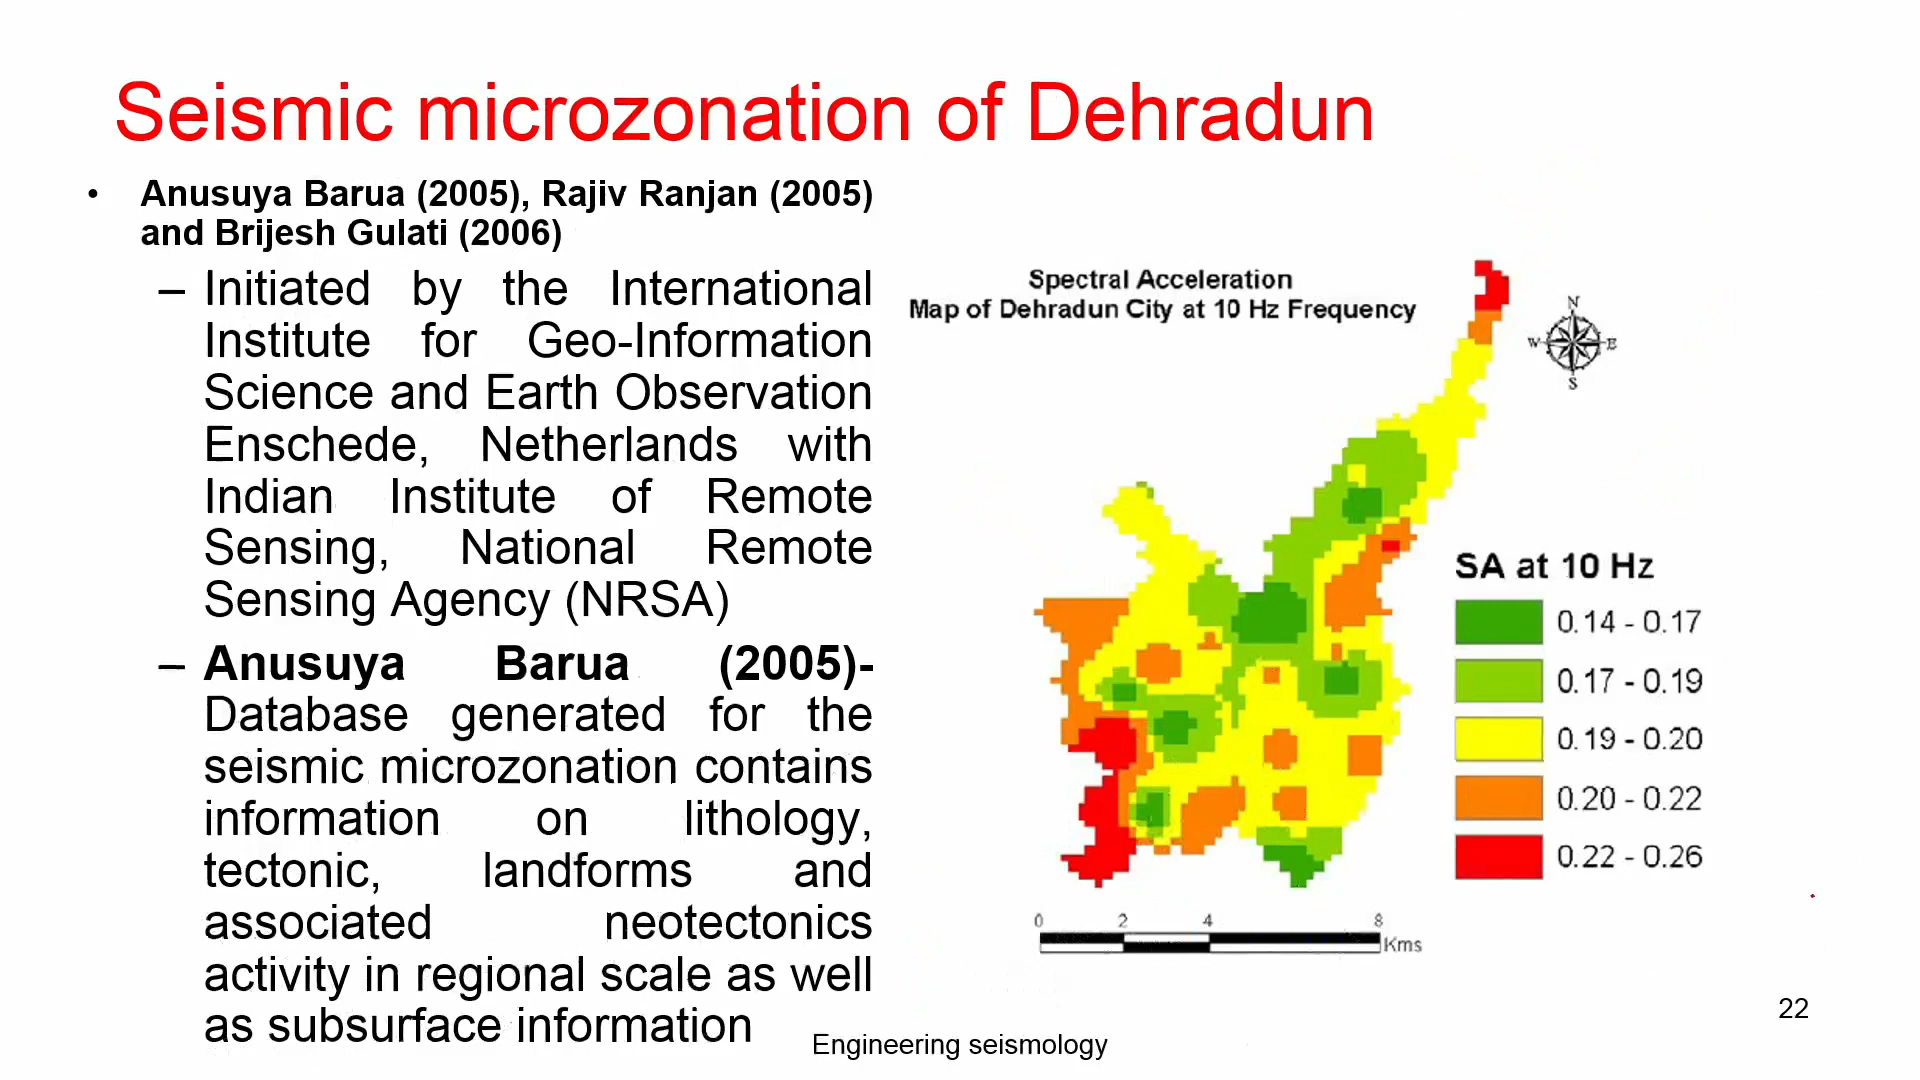 Seismic microzonation of Dehradun
• Anusuya Barua (2005), Rajiv Ranjan (2005)
and Brijesh Gulati (2006)
– Initiated by the International
Institute for Geo-Information
Science and Earth Observation
Enschede, Netherlands with
Indian Institute of Remote
Sensing, National Remote
Sensing Agency (NRSA)
– Anusuya Barua (2005)-
Database generated for the
seismic microzonation contains
information on lithology,
tectonic, landforms and
associated neotectonics
activity in regional scale as well
as subsurface information
Spectral Acceleration
Map of Dehradun City at 10 Hz Frequency
N
W E
S
SA at 10 Hz
0.14 - 0.17
0.17 - 0.19
0.19 - 0.20
0.20 - 0.22
0.22 - 0.26
0 2 4 8
Kms
22
Engineering seismology